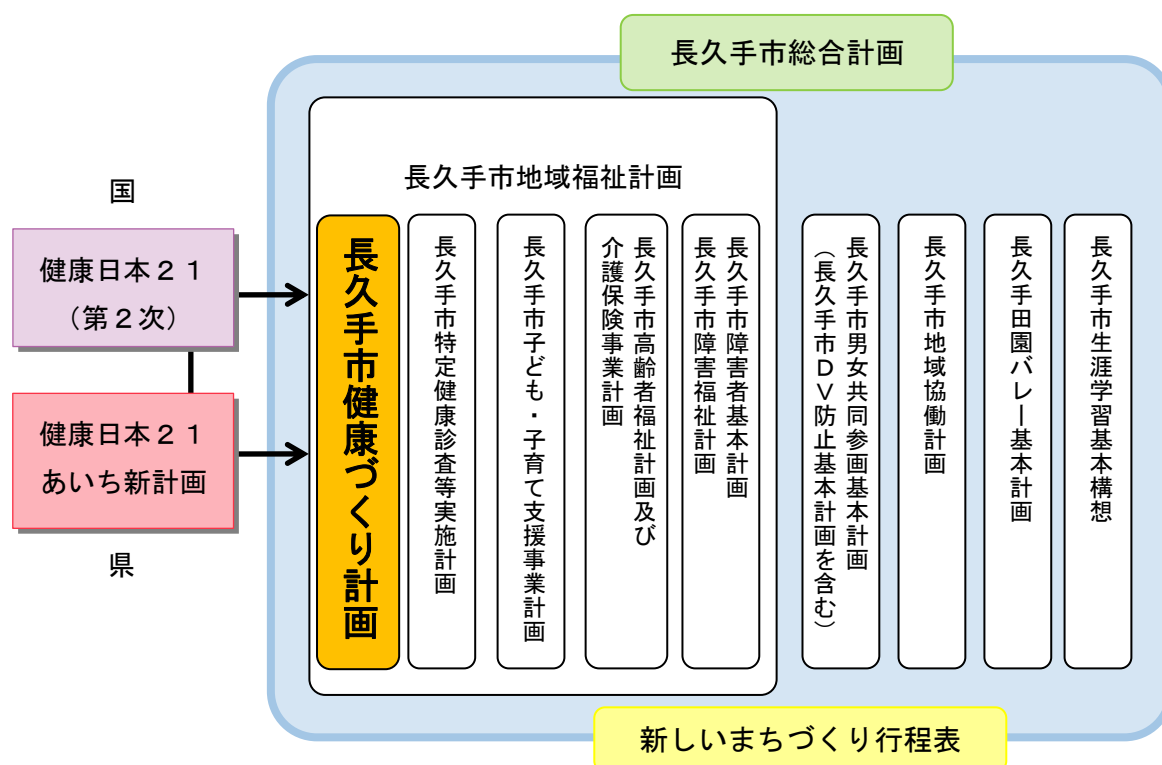 長久手市総合計画
長久手市地域福祉計画
国
健康日本２１
（第２次）
健康日本２１
あいち新計画
県
長久手市健康づくり計画
長久手市特定健康診査等実施計画
長久手市子ども・子育て支援事業計画
長久手市高齢者福祉計画及び
介護保険事業計画
長久手市障害者基本計画
長久手市障害福祉計画
長久手市男女共同参画基本計画
（長久手市ＤＶ防止基本計画を含む）
長久手市地域協働計画
長久手田園バレー基本計画
長久手市生涯学習基本構想
新しいまちづくり行程表